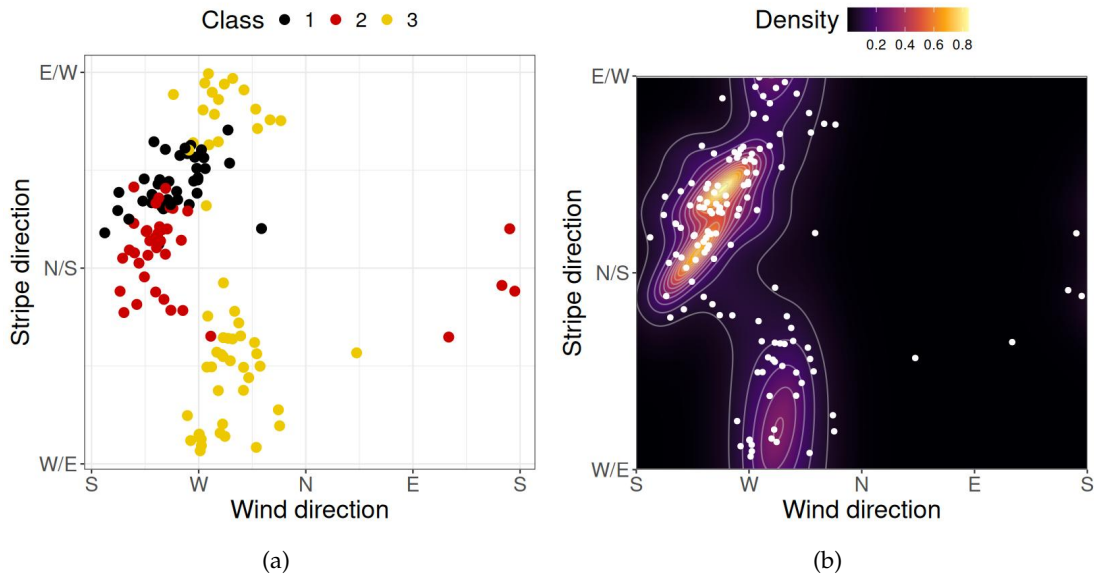 Class 1 2 3
E/W
N/S
W/E
Stripe direction
S W N E S
Wind direction
(a)
Density
0.2 0.4 0.6 0.8
E/W
N/S
W/E
Stripe direction
S W N E S
Wind direction
(b)